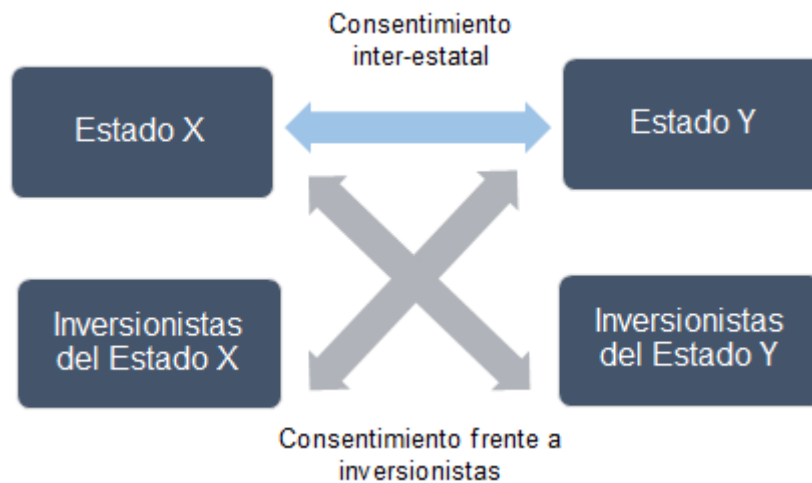 Consentimiento
inter-estatal
Estado X
Estado Y
Inversionistas
del Estado X
Inversionistas
del Estado Y
Consentimiento frente a
inversionistas